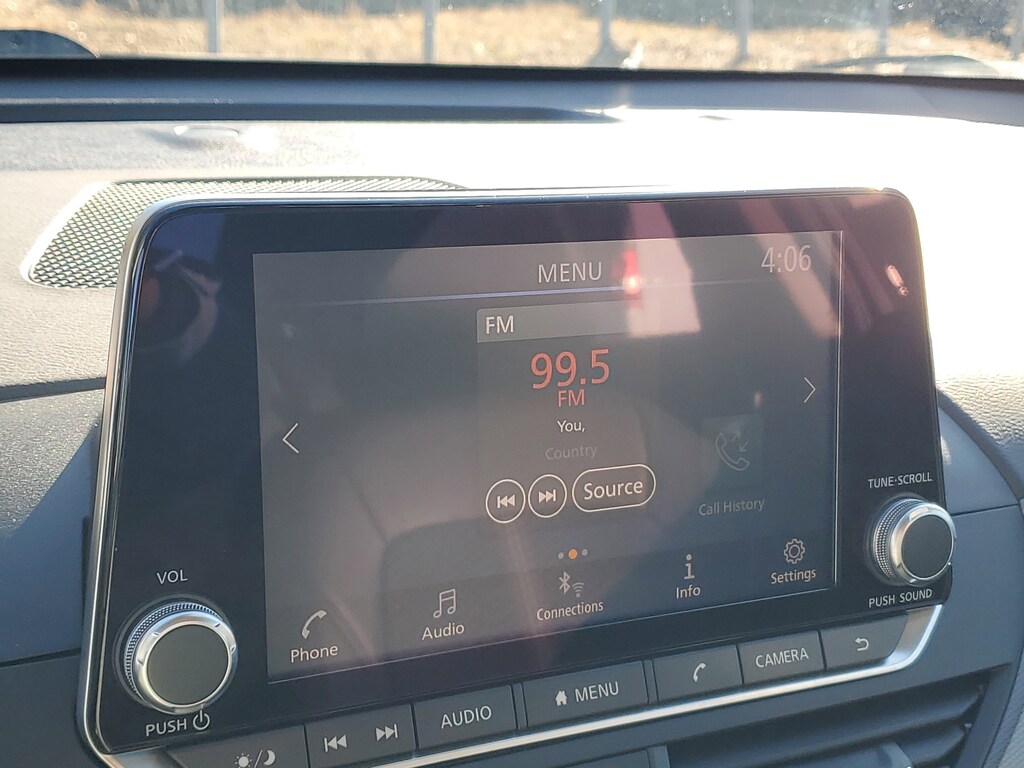 MENU
4:06
FM
99.5
FM
You,
Country
Source
Call History
TUNE·SCROLL
PUSH SOUND
VOL
PUSH
Phone
Audio
Connections
Info
Settings
AUDIO
MENU
CAMERA